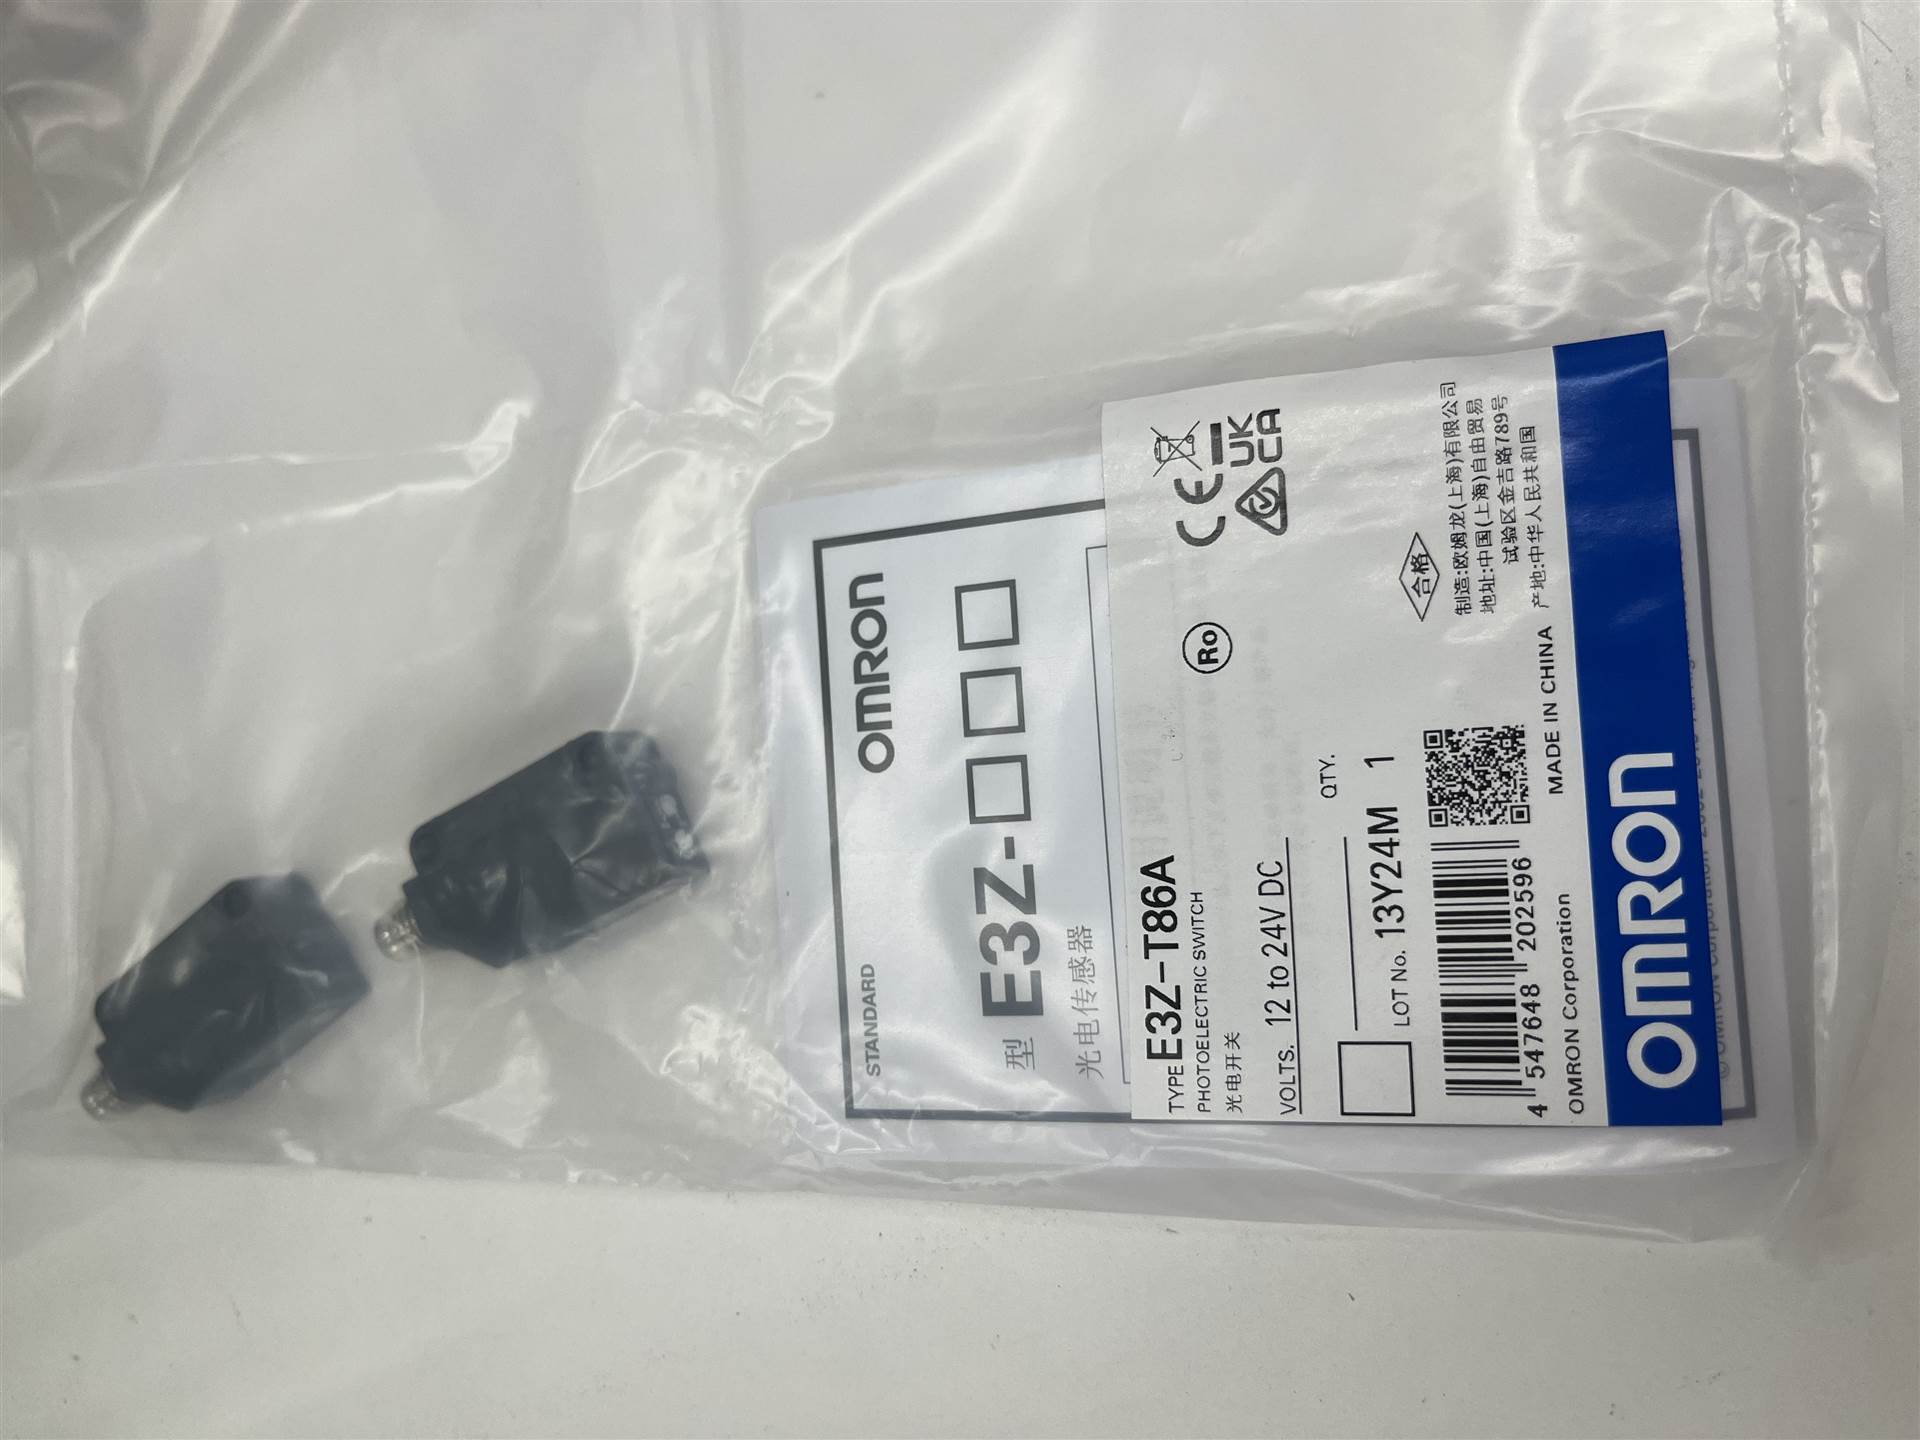 STANDARD OMRON
型 E3Z-□□□
光电传感器
TYPE E3Z-T86A
PHOTOELECTRIC SWITCH
光电开关
Ro
CE
UK
CA
VOLTS. 12 to 24V DC
QTY.
LOT No. 13Y24M 1
合格
4 547648 202596
制造:欧姆龙(上海)有限公司
地址:中国(上海)自由贸易
试验区金吉路789号
产地:中华人民共和国
OMRON Corporation MADE IN CHINA
OMRON
© OMRON Corporation